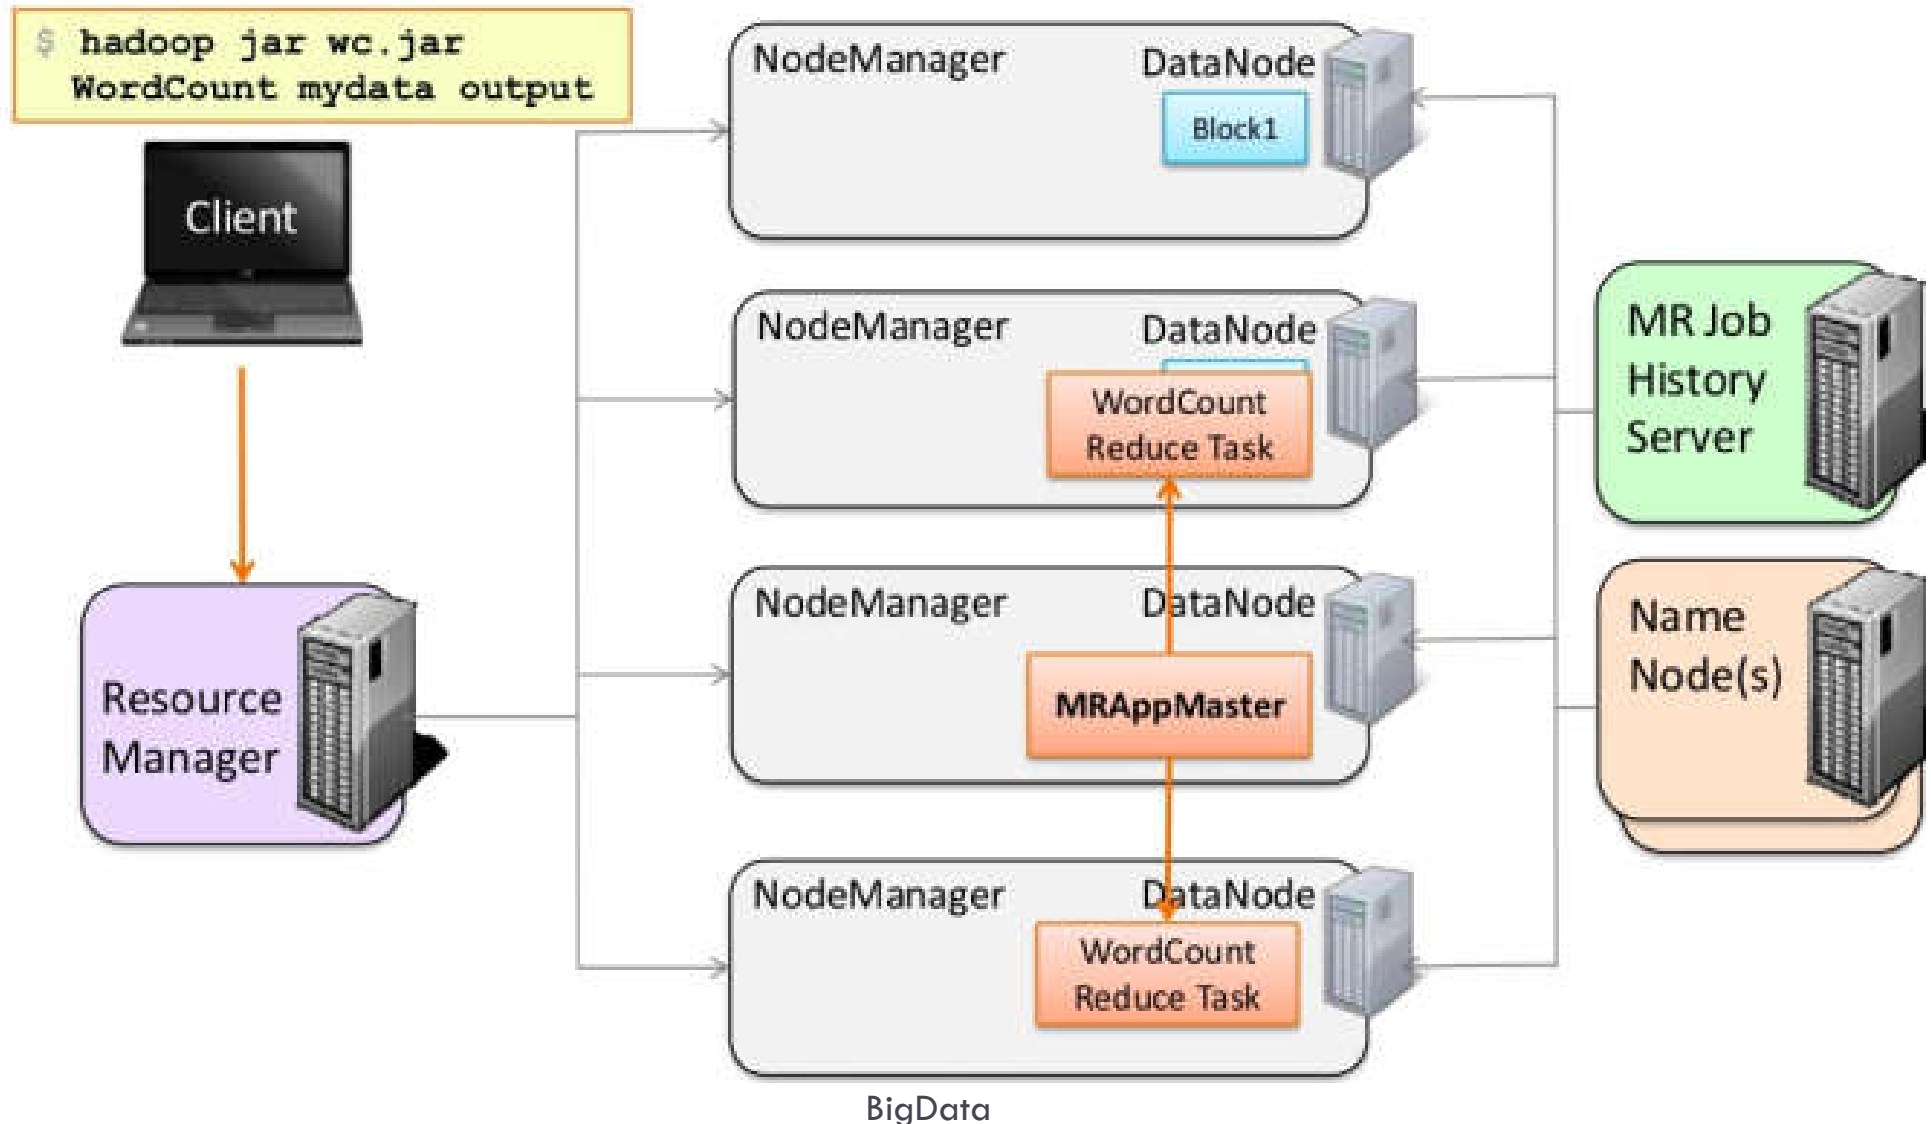 $ hadoop jar wc.jar
WordCount mydata output
Client
Resource
Manager
NodeManager
DataNode
Block1
NodeManager
DataNode
WordCount
Reduce Task
NodeManager
DataNode
MRAppMaster
NodeManager
DataNode
WordCount
Reduce Task
MR Job
History
Server
Name
Node(s)
BigData